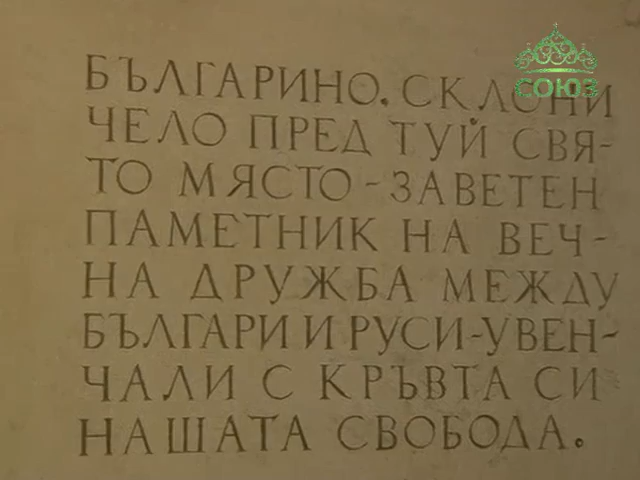 СОЮЗ
БЪЛГАРИНО. СКЛОНИ
ЧЕЛО ПРЕД ТУЙ СВЯ-
ТО МЯСТО-ЗАВЕТЕН
ПАМЕТНИК НА ВЕЧ-
НА ДРУЖБА МЕЖДУ
БЪЛГАРИ И РУСИ-УВЕН-
ЧАЛИ С КРЪВТА СИ
НАШАТА СВОБОДА.